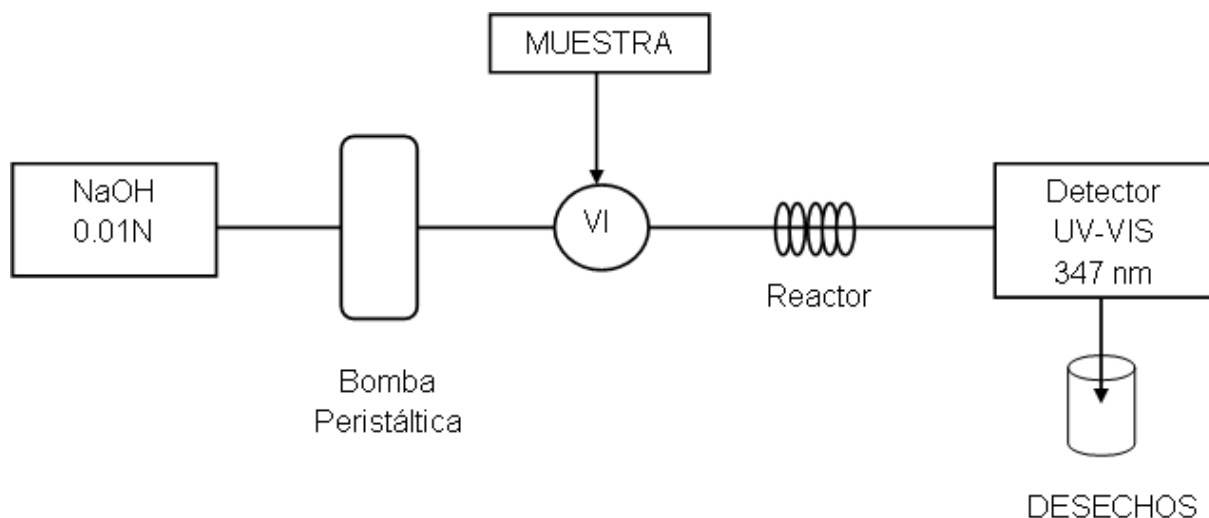 MUESTRA
NaOH
0.01N
VI
Detector
UV-VIS
347 nm
Reactor
Bomba
Peristáltica
DESECHOS